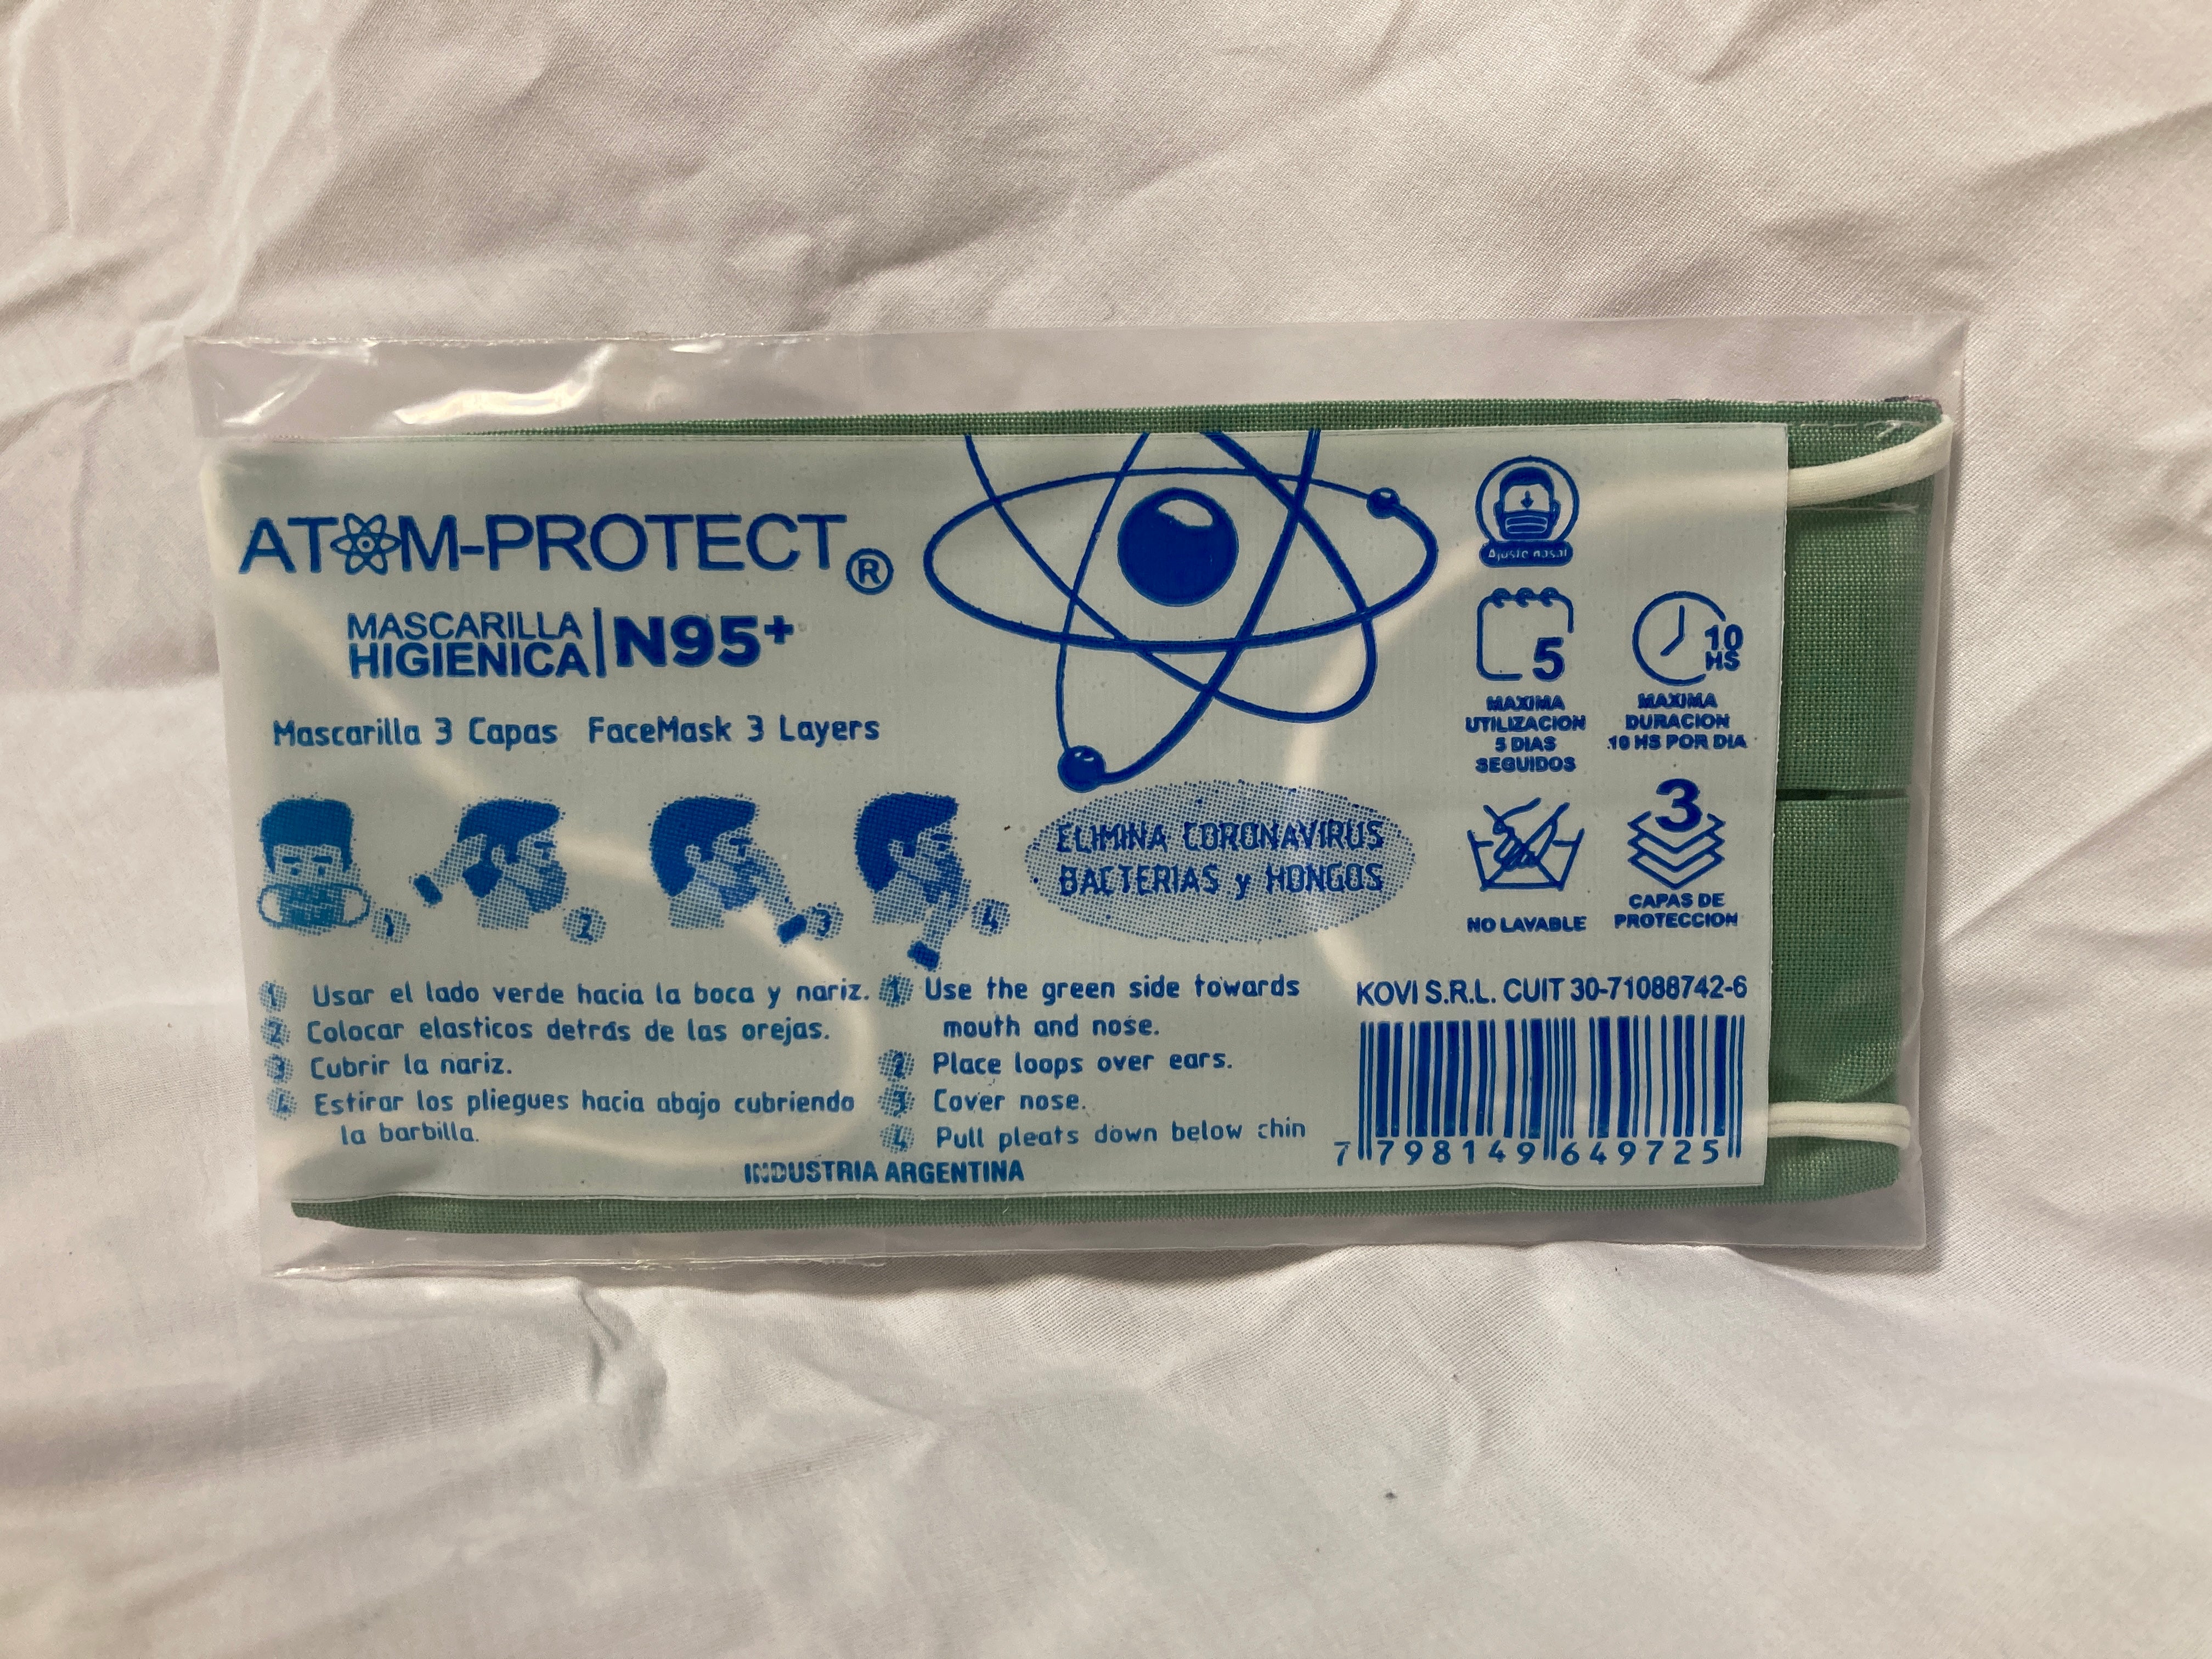 ATOM-PROTECT®
MASCARILLA
HIGIENICA
N95+
Mascarilla 3 Capas FaceMask 3 Layers
1
2
3
4
ELIMINA CORONAVIRUS
BACTERIAS y HONGOS
Ajuste nasal
5
MAXIMA
UTILIZACION
5 DIAS
SEGUIDOS
10
HS
MAXIMA
DURACION
10 HS POR DIA
NO LAVABLE
3
CAPAS DE
PROTECCION
1 Usar el lado verde hacia la boca y nariz.
2 Colocar elasticos detrás de las orejas.
3 Cubrir la nariz.
4 Estirar los pliegues hacia abajo cubriendo
la barbilla.
1 Use the green side towards
mouth and nose.
2 Place loops over ears.
3 Cover nose.
4 Pull pleats down below chin
INDUSTRIA ARGENTINA
KOVI S.R.L. CUIT 30-71088742-6
7 798149 649725